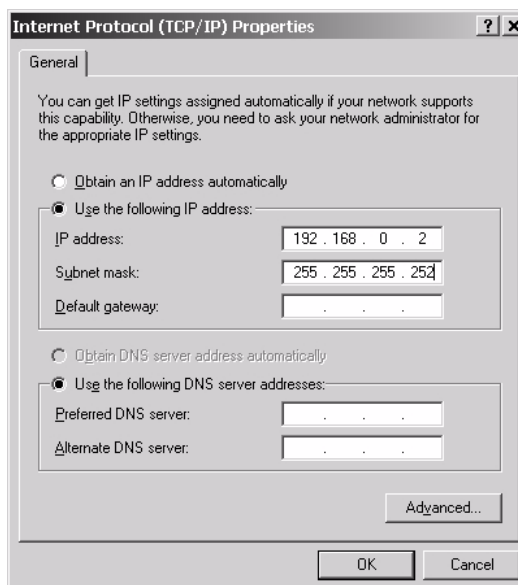 Internet Protocol (TCP/IP) Properties
General
You can get IP settings assigned automatically if your network supports
this capability. Otherwise, you need to ask your network administrator for
the appropriate IP settings.
Obtain an IP address automatically
Use the following IP address:
IP address: 192 . 168 . 0 . 2
Subnet mask: 255 . 255 . 255 . 252
Default gateway: . . .
Obtain DNS server address automatically
Use the following DNS server addresses:
Preferred DNS server: . . .
Alternate DNS server: . . .
Advanced...
OK Cancel